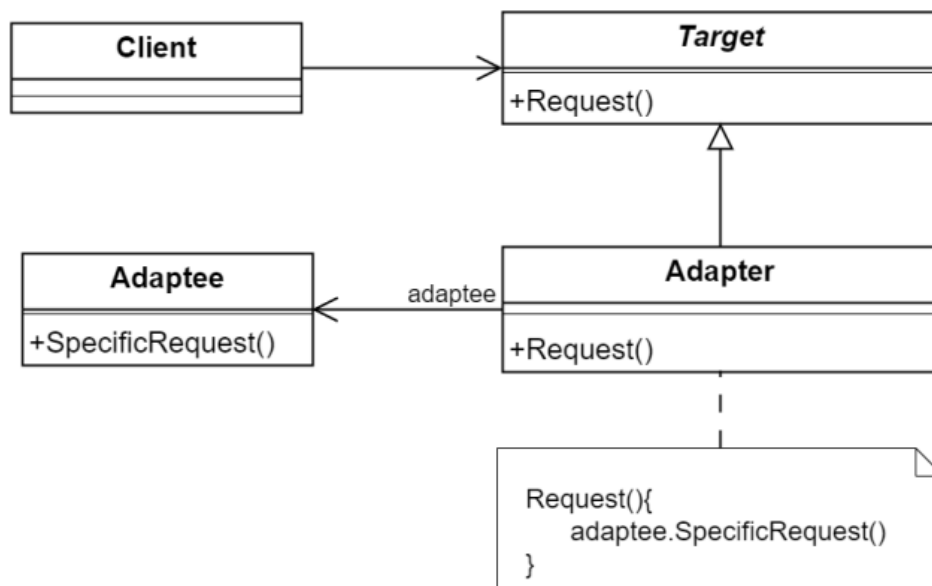 Client
Target
+Request()
Adaptee
+SpecificRequest()
adaptee
Adapter
+Request()
Request(){
adaptee.SpecificRequest()
}